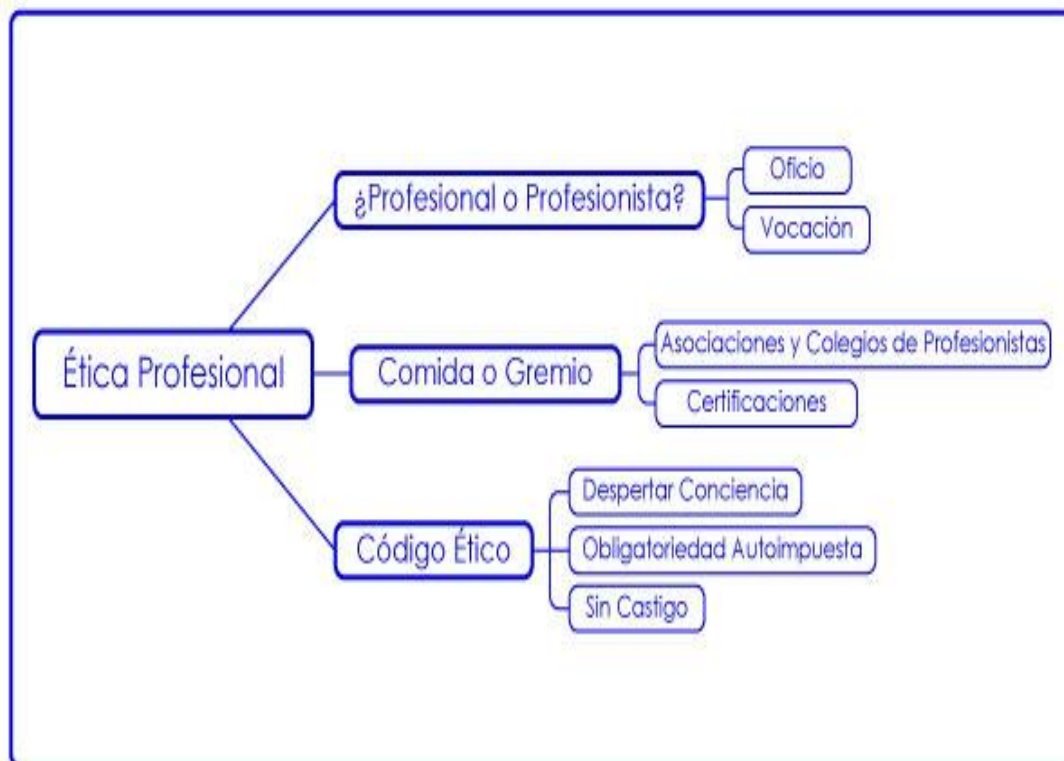 Ética Profesional
¿Profesional o Profesionista?
Oficio
Vocación
Comida o Gremio
Asociaciones y Colegios de Profesionistas
Certificaciones
Código Ético
Despertar Conciencia
Obligatoriedad Autoimpuesta
Sin Castigo